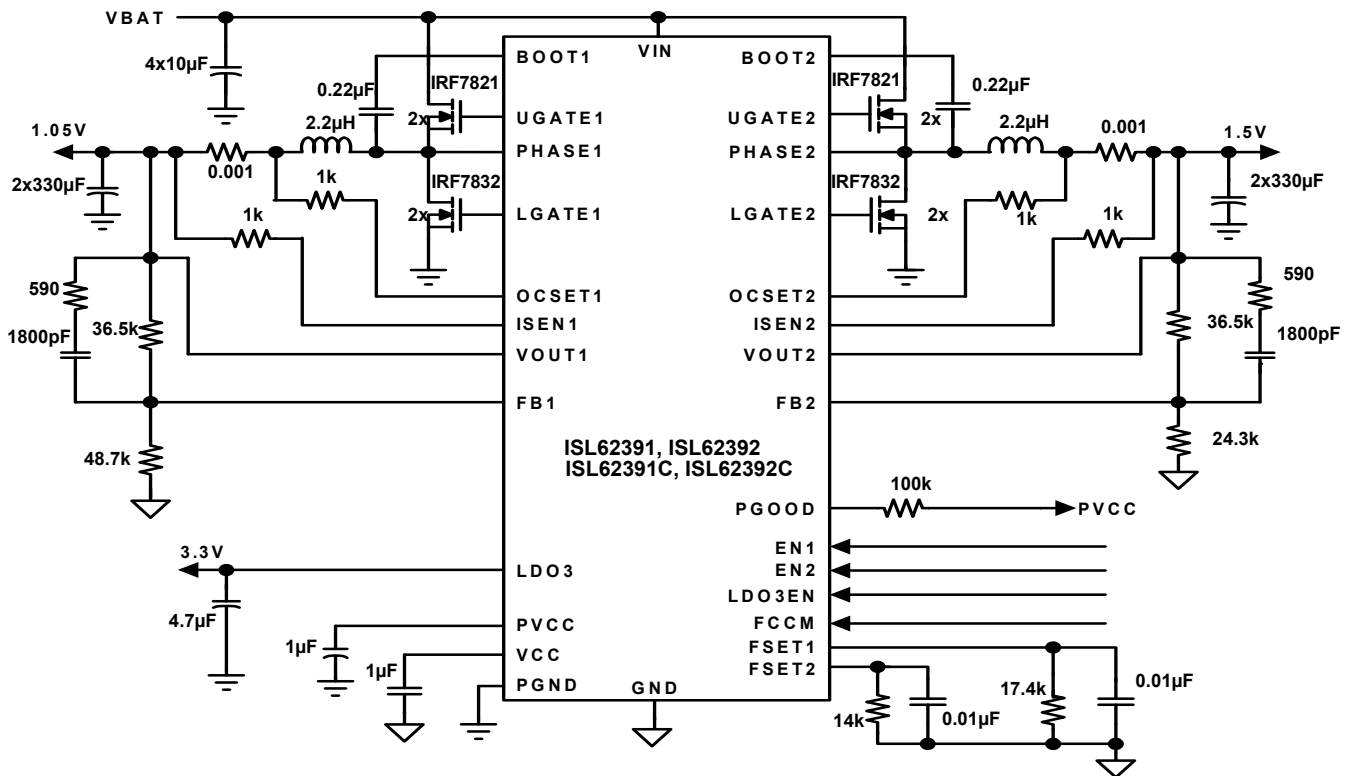 VBAT
VIN
4x10µF
0.22µF
IRF7821
BOOT1
BOOT2
IRF7821
0.22µF
1.05V
2.2µH
2x
UGATE1
UGATE2
2x
2.2µH
0.001
1.5V
0.001
PHASE1
PHASE2
2x330µF
1k
IRF7832
IRF7832
2x330µF
1k
2x
LGATE1
LGATE2
2x
1k
1k
590
36.5k
1800pF
OCSET1
ISEN1
VOUT1
FB1
OCSET2
ISEN2
VOUT2
FB2
590
36.5k
1800pF
48.7k
24.3k
ISL62391, ISL62392
ISL62391C, ISL62392C
PGOOD
100k
PVCC
3.3V
LDO3
4.7µF
1µF
PVCC
1µF
VCC
PGND
GND
EN1
EN2
LDO3EN
FCCM
FSET1
FSET2
14k
0.01µF
17.4k
0.01µF